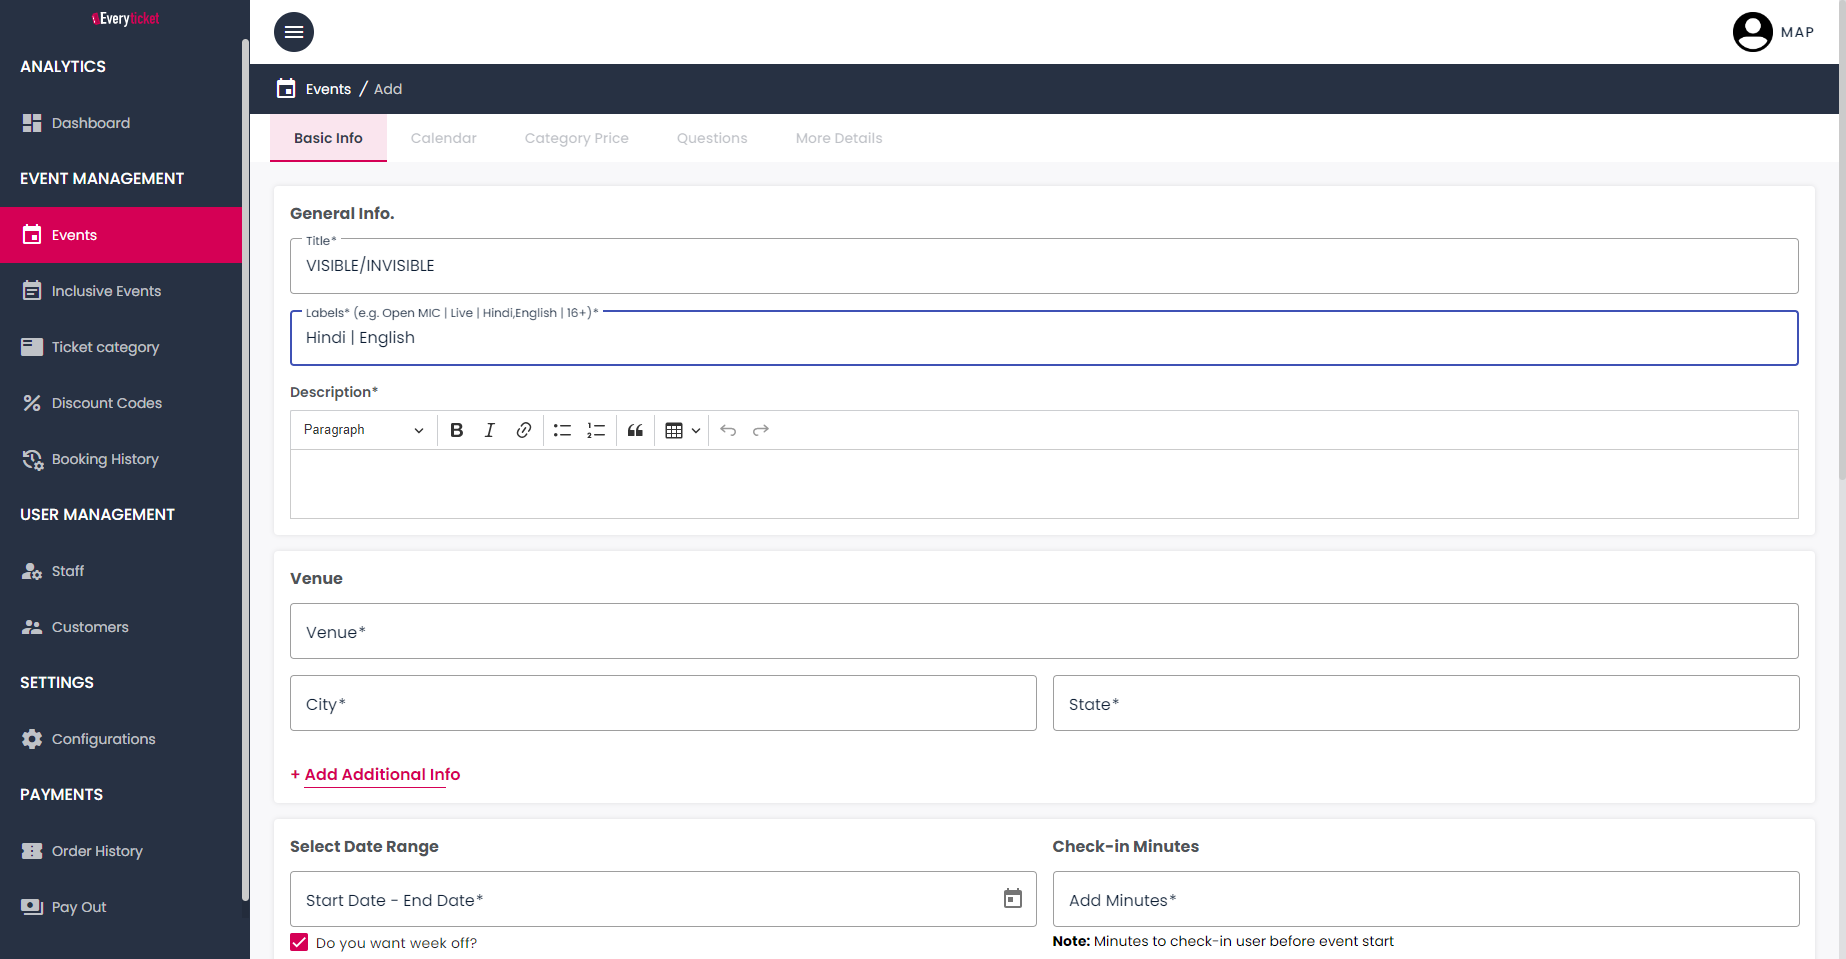 Everyticket
ANALYTICS
Dashboard
EVENT MANAGEMENT
Events
Inclusive Events
Ticket category
Discount Codes
Booking History
USER MANAGEMENT
Staff
Customers
SETTINGS
Configurations
PAYMENTS
Order History
Pay Out
MAP
Events / Add
Basic Info
Calendar
Category Price
Questions
More Details
General Info.
Title*
VISIBLE/INVISIBLE
Labels* (e.g. Open MIC | Live | Hindi,English | 16+)*
Hindi | English
Description*
Paragraph
Venue
Venue*
City*
State*
+ Add Additional Info
Select Date Range
Check-in Minutes
Start Date - End Date*
Add Minutes*
Do you want week off?
Note: Minutes to check-in user before event start